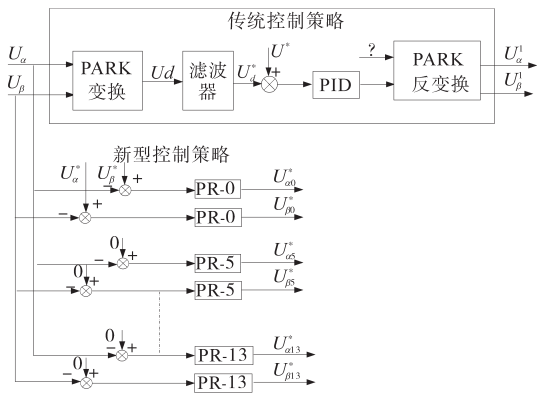 传统控制策略
Uα
Uβ
PARK
变换
Ud
滤波
器
U*d
U*
+
PID
?
PARK
反变换
U1α
U1β
新型控制策略
U*α
U*β
+
−
PR-0
U*α0
+
−
PR-0
U*β0
0
+
−
PR-5
U*α5
0
+
−
PR-5
U*β5
0
+
−
PR-13
U*α13
0
+
−
PR-13
U*β13